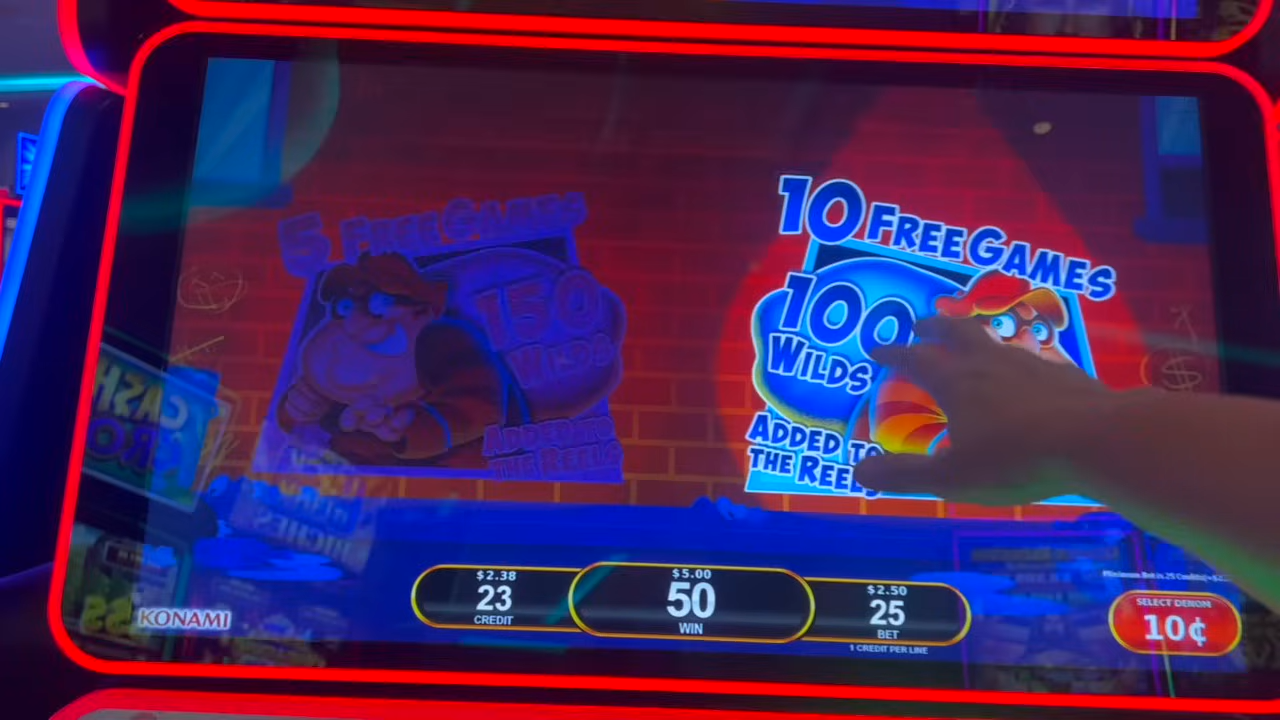 5 FREE GAMES
150
WILDS
ADDED TO
THE REELS
10 FREE GAMES
100
WILDS
ADDED TO
THE REELS
KONAMI
$2.38
23
CREDIT
$5.00
50
WIN
$2.50
25
BET
1 CREDIT PER LINE
SELECT DENOM
10¢
CASH
$